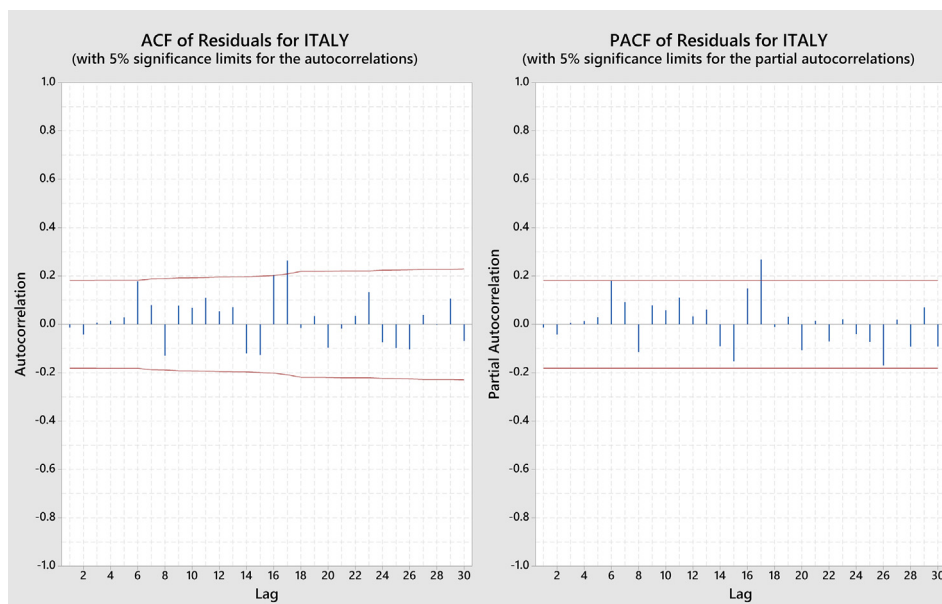 ACF of Residuals for ITALY
(with 5% significance limits for the autocorrelations)
1.0
0.8
0.6
0.4
0.2
0.0
-0.2
-0.4
-0.6
-0.8
-1.0
Autocorrelation
2 4 6 8 10 12 14 16 18 20 22 24 26 28 30
Lag
PACF of Residuals for ITALY
(with 5% significance limits for the partial autocorrelations)
1.0
0.8
0.6
0.4
0.2
0.0
-0.2
-0.4
-0.6
-0.8
-1.0
Partial Autocorrelation
2 4 6 8 10 12 14 16 18 20 22 24 26 28 30
Lag